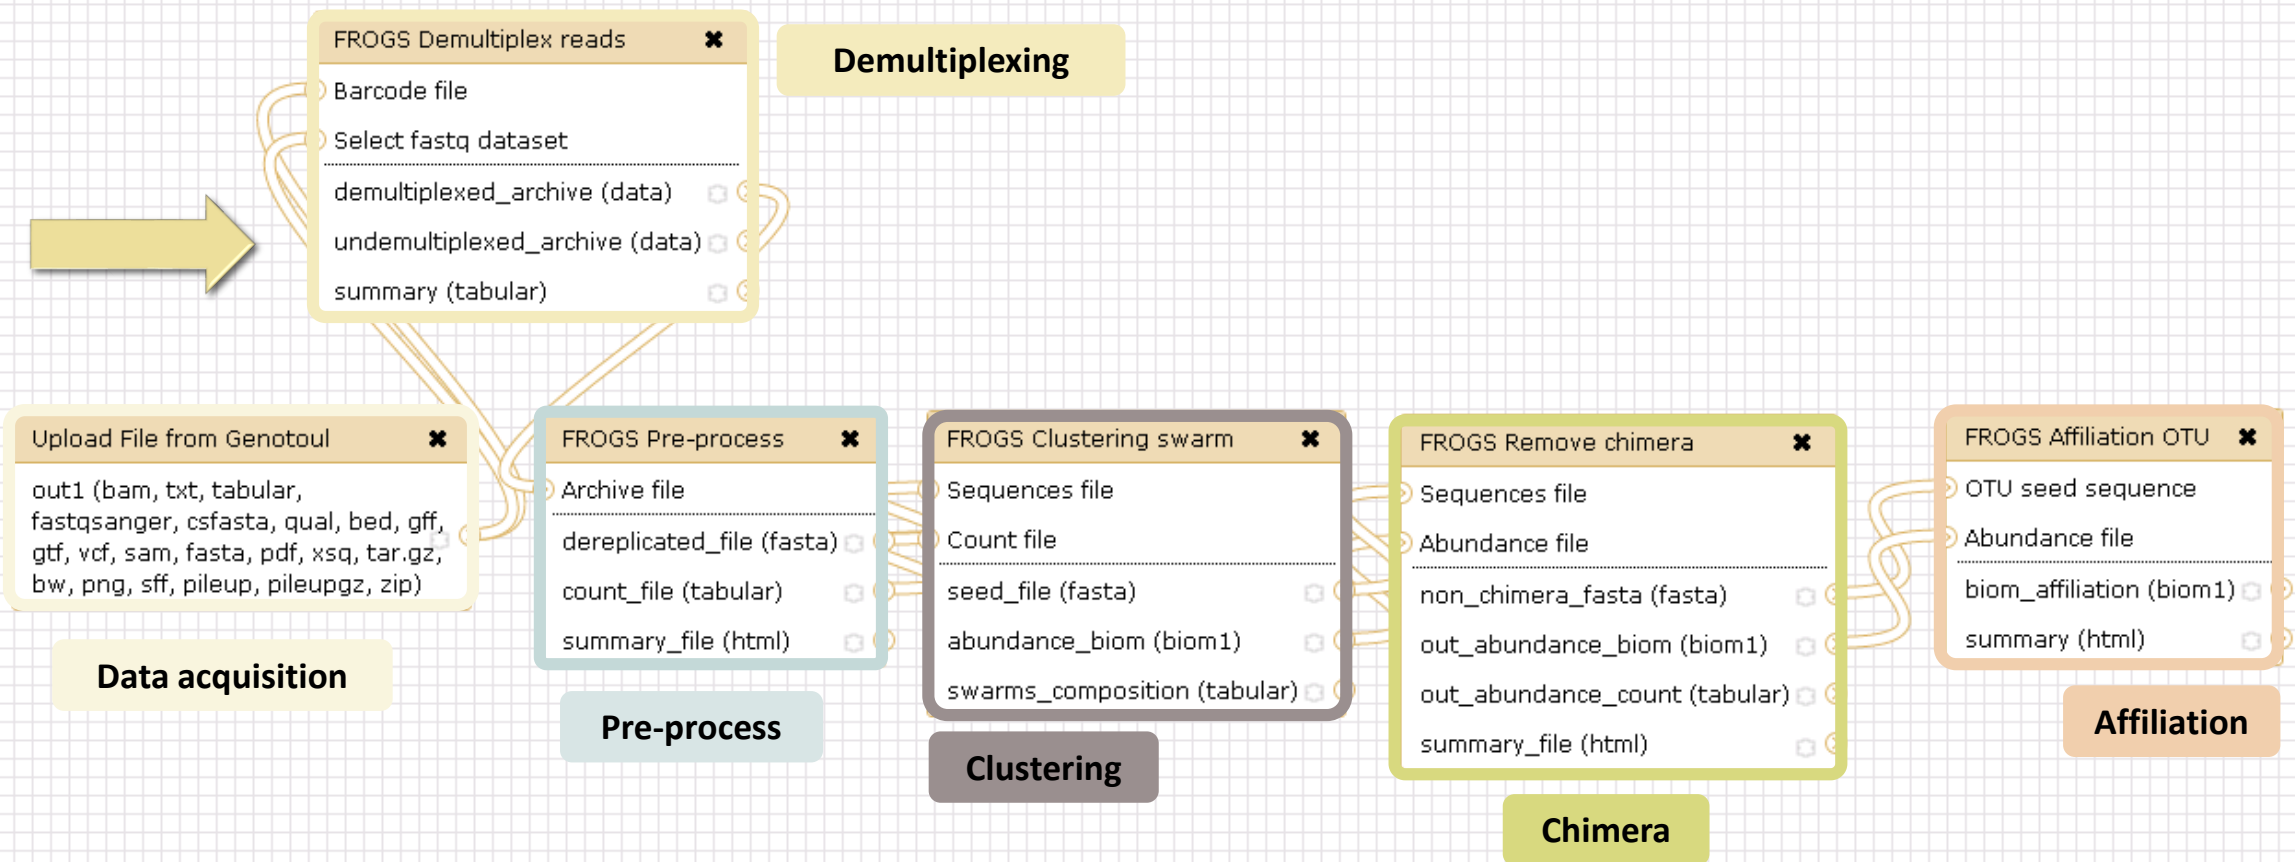 FROGS Demultiplex reads
Barcode file
Select fastq dataset
demultiplexed_archive (data)
undemultiplexed_archive (data)
summary (tabular)
Demultiplexing
Upload File from Genotoul
out1 (bam, txt, tabular,
fastqsanger, csfasta, qual, bed, gff,
gtf, vcf, sam, fasta, pdf, xsq, tar.gz,
bw, png, sff, pileup, pileupgz, zip)
Data acquisition
FROGS Pre-process
Archive file
dereplicated_file (fasta)
count_file (tabular)
summary_file (html)
Pre-process
FROGS Clustering swarm
Sequences file
Count file
seed_file (fasta)
abundance_biom (biom1)
swarms_composition (tabular)
Clustering
FROGS Remove chimera
Sequences file
Abundance file
non_chimera_fasta (fasta)
out_abundance_biom (biom1)
out_abundance_count (tabular)
summary_file (html)
Chimera
FROGS Affiliation OTU
OTU seed sequence
Abundance file
biom_affiliation (biom1)
summary (html)
Affiliation